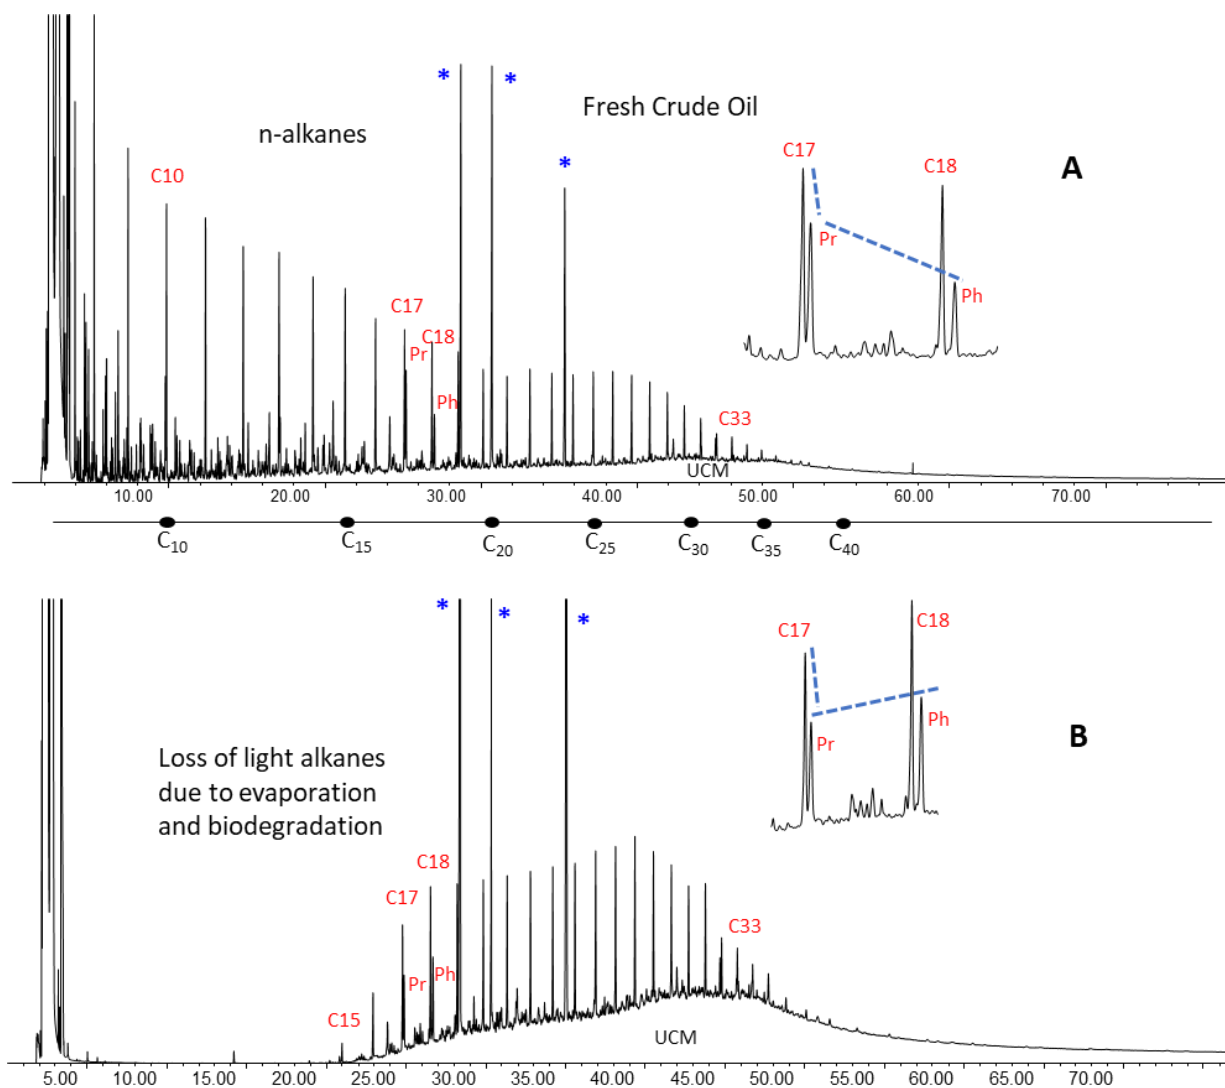 * *
Fresh Crude Oil
n-alkanes
*
A
C17
C18
C10
Pr
Ph
C17
C18
Pr
Ph
C33
UCM
10.00 20.00 30.00 40.00 50.00 60.00 70.00
C10 C15 C20 C25 C30 C35 C40
* * *
C17
C18
Pr
Ph
B
Loss of light alkanes
due to evaporation
and biodegradation
C18
C17
Pr
Ph
C33
C15
UCM
5.00 10.00 15.00 20.00 25.00 30.00 35.00 40.00 45.00 50.00 55.00 60.00 65.00 70.00 75.00